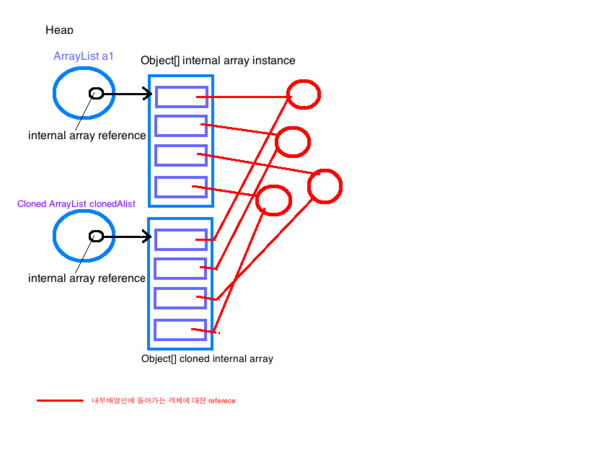 Heap
ArrayList a1
Object[] internal array instance
internal array reference
Cloned ArrayList clonedAlist
internal array reference
Object[] cloned internal array
내부배열안에 들어가는 객체에 대한 referece